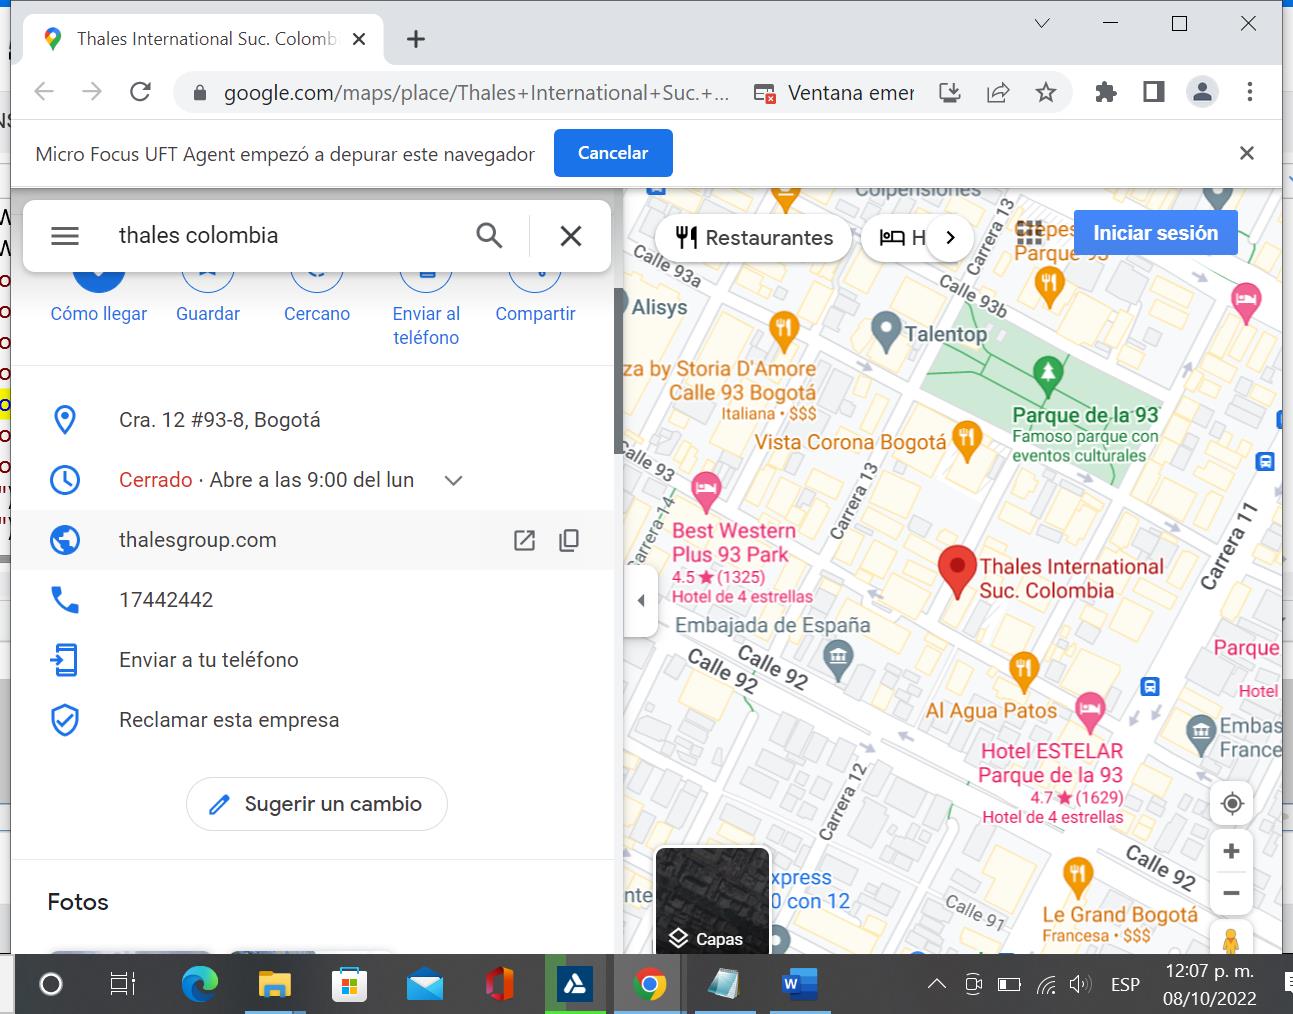 Thales International Suc. Colomb
google.com/maps/place/Thales+International+Suc.+...
Ventana emer
Micro Focus UFT Agent empezó a depurar este navegador
Cancelar
thales colombia
Cómo llegar
Guardar
Cercano
Enviar al
teléfono
Compartir
Cra. 12 #93-8, Bogotá
Cerrado · Abre a las 9:00 del lun
thalesgroup.com
17442442
Enviar a tu teléfono
Reclamar esta empresa
Sugerir un cambio
Fotos
Colpensiones
Restaurantes
H
Iniciar sesión
Carrera 13
Calle 93a
Parque 93
Calle 93b
Alisys
Talentop
za by Storia D'Amore
Calle 93 Bogotá
Italiana • $$$
Parque de la 93
Famoso parque con
eventos culturales
Vista Corona Bogotá
Calle 93
Carrera 13
Carrera 14
Best Western
Plus 93 Park
4.5 ★ (1325)
Hotel de 4 estrellas
Carrera 11
Thales International
Suc. Colombia
Embajada de España
Calle 92
Calle 92
Parque
Hotel
Al Agua Patos
Embas
France
Hotel ESTELAR
Parque de la 93
4.7 ★ (1629)
Hotel de 4 estrellas
Carrera 12
Calle 92
xpress
0 con 12
nte
Calle 91
Le Grand Bogotá
Francesa • $$$
Capas
ESP
12:07 p. m.
08/10/2022